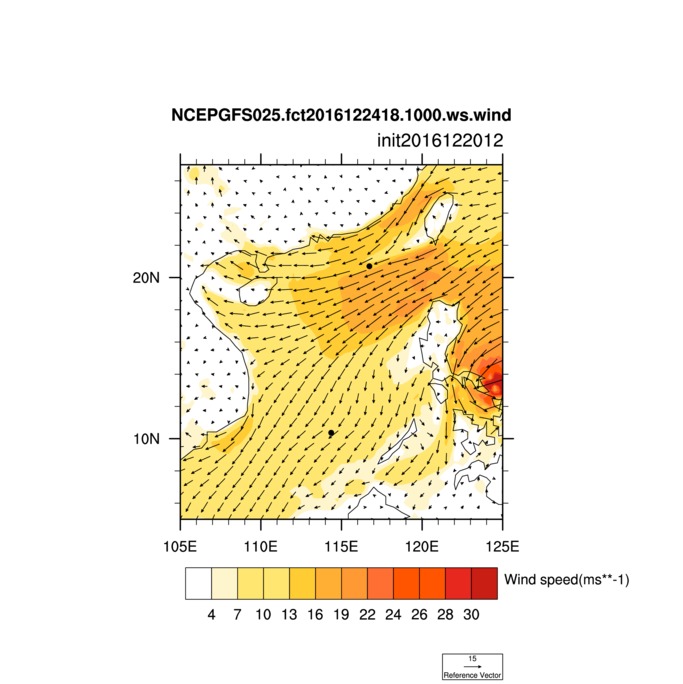 NCEPGFS025.fct2016122418.1000.ws.wind
init2016122012
20N
10N
105E 110E 115E 120E 125E
Wind speed(ms**-1)
4 7 10 13 16 19 22 24 26 28 30
15
Reference Vector